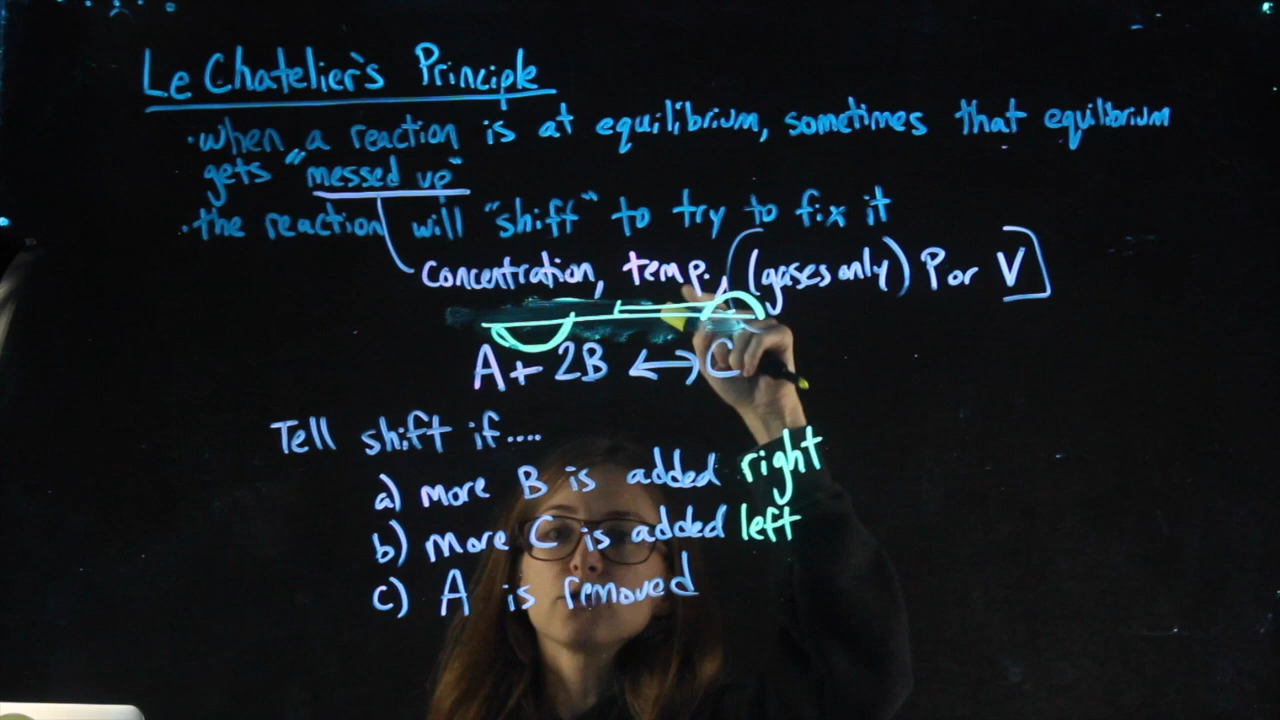 Le Chatelier's Principle
• when a reaction is at equilibrium, sometimes that equilibrium
gets "messed up"
• the reaction will "shift" to try to fix it
concentration, temp., (gases only) P or V]
A + 2B ↔ C
Tell shift if....
a) more B is added right
b) more C is added left
c) A is removed